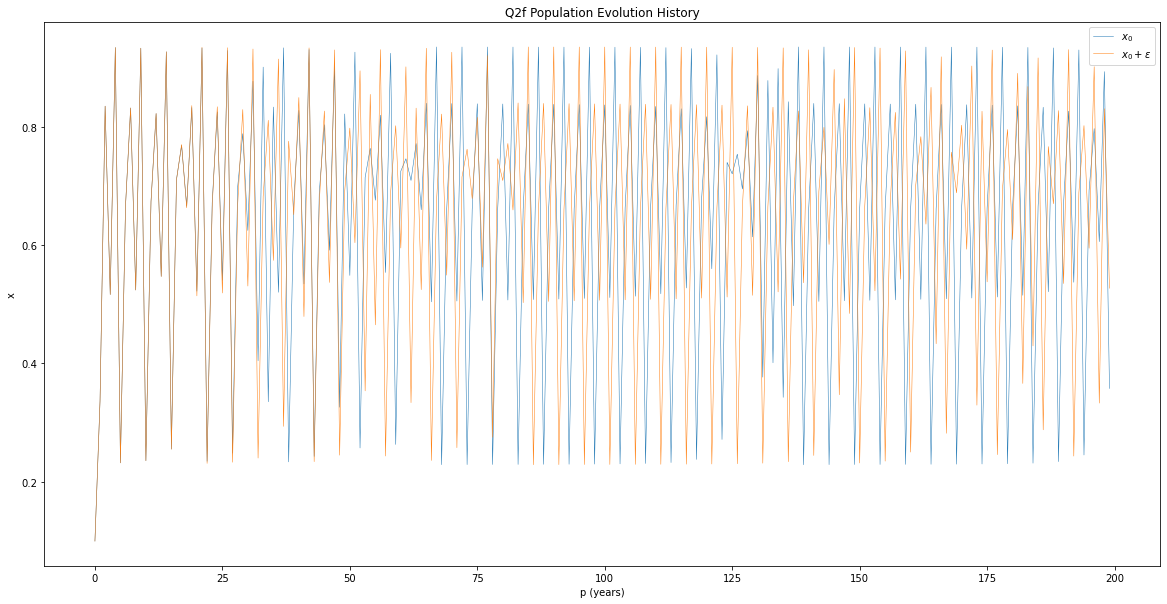 Q2f Population Evolution History
x₀
x₀ + ε
x
0.8
0.6
0.4
0.2
0 25 50 75 100 125 150 175 200
p (years)